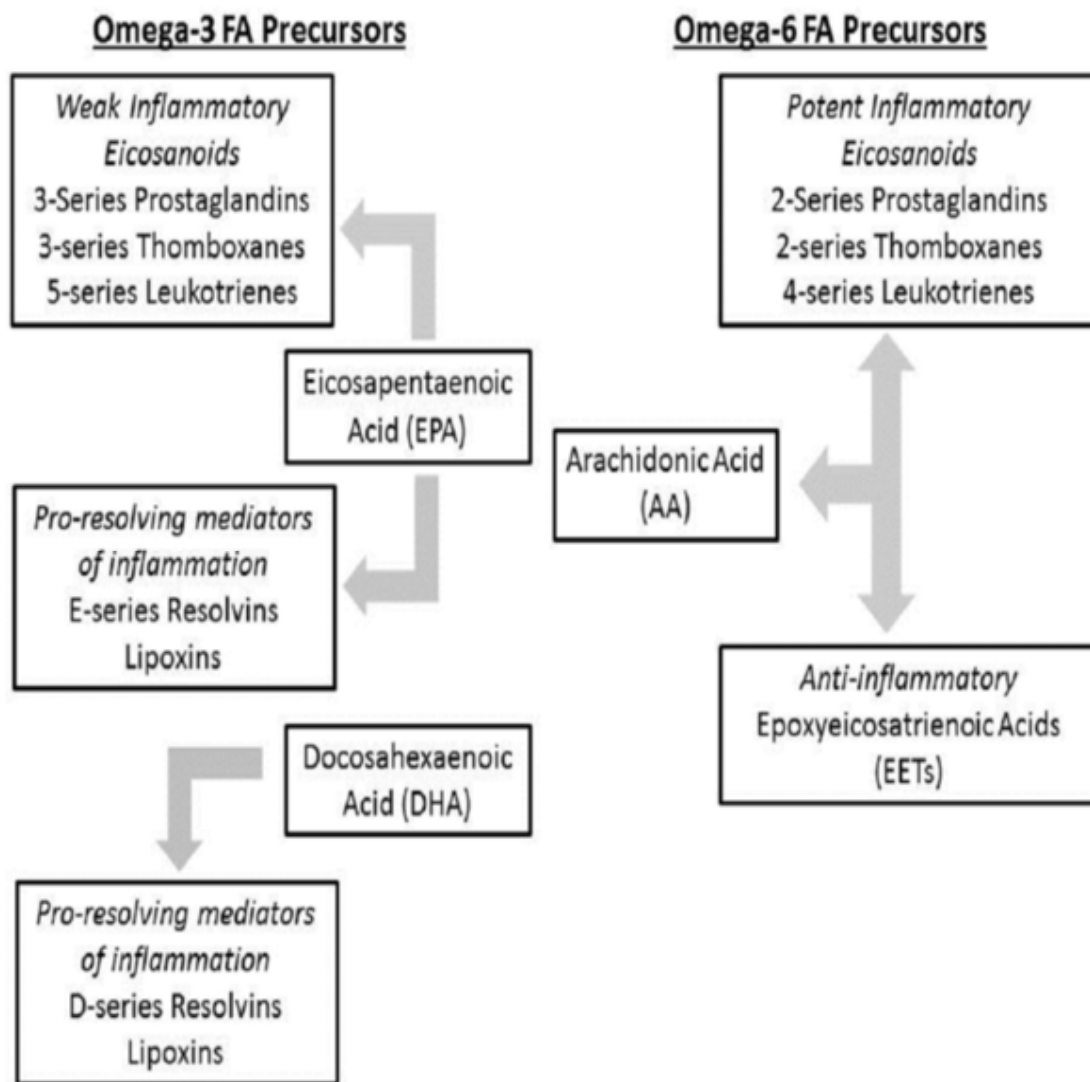 Omega-3 FA Precursors
Weak Inflammatory
Eicosanoids
3-Series Prostaglandins
3-series Thomboxanes
5-series Leukotrienes
Eicosapentaenoic
Acid (EPA)
Pro-resolving mediators
of inflammation
E-series Resolvins
Lipoxins
Docosahexaenoic
Acid (DHA)
Pro-resolving mediators
of inflammation
D-series Resolvins
Lipoxins
Omega-6 FA Precursors
Potent Inflammatory
Eicosanoids
2-Series Prostaglandins
2-series Thomboxanes
4-series Leukotrienes
Arachidonic Acid
(AA)
Anti-inflammatory
Epoxyeicosatrienoic Acids
(EETs)